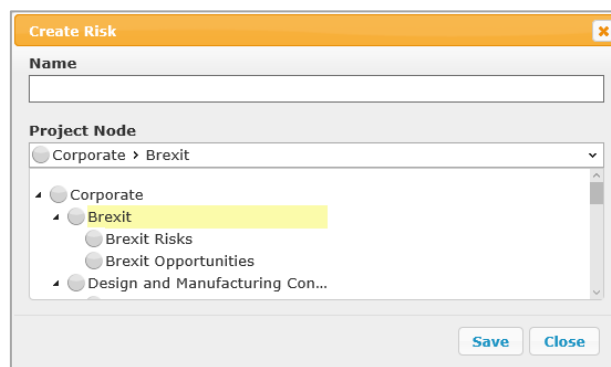 Create Risk
Name
Project Node
Corporate > Brexit
Corporate
Brexit
Brexit Risks
Brexit Opportunities
Design and Manufacturing Con...
Save Close